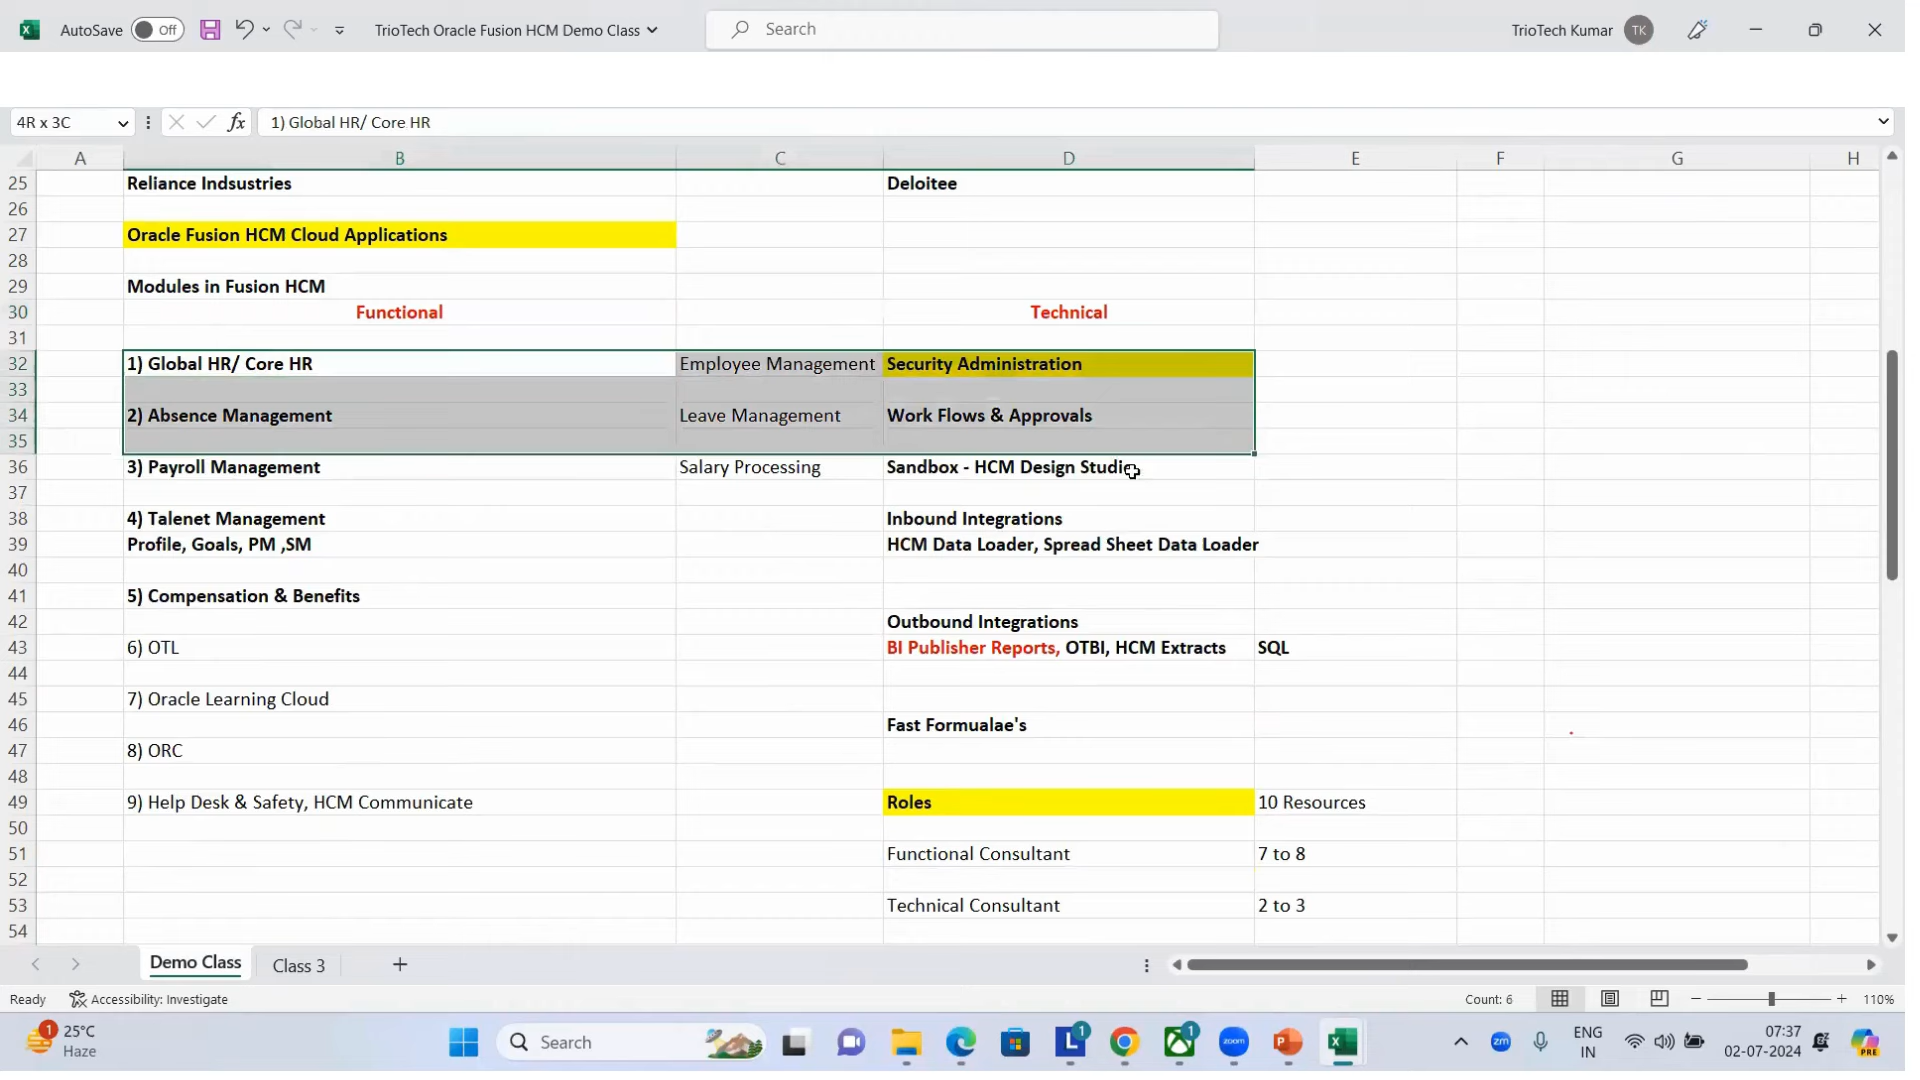 AutoSave Off TrioTech Oracle Fusion HCM Demo Class Search TrioTech Kumar TK
4R x 3C fx 1) Global HR/ Core HR
A B C D E F G H
25 Reliance Indsustries Deloitee
26
27 Oracle Fusion HCM Cloud Applications
28
29 Modules in Fusion HCM
30 Functional Technical
31
32 1) Global HR/ Core HR Employee Management Security Administration
33
34 2) Absence Management Leave Management Work Flows & Approvals
35
36 3) Payroll Management Salary Processing Sandbox - HCM Design Studio
37
38 4) Talenet Management Inbound Integrations
39 Profile, Goals, PM ,SM HCM Data Loader, Spread Sheet Data Loader
40
41 5) Compensation & Benefits
42 Outbound Integrations
43 6) OTL BI Publisher Reports, OTBI, HCM Extracts SQL
44
45 7) Oracle Learning Cloud
46 Fast Formualae's
47 8) ORC
48
49 9) Help Desk & Safety, HCM Communicate Roles 10 Resources
50
51 Functional Consultant 7 to 8
52
53 Technical Consultant 2 to 3
54
Demo Class Class 3
Ready Accessibility: Investigate Count: 6 110%
1 25°C Haze Search L 1 1 zoom P zm ENG IN 07:37 02-07-2024 PRE